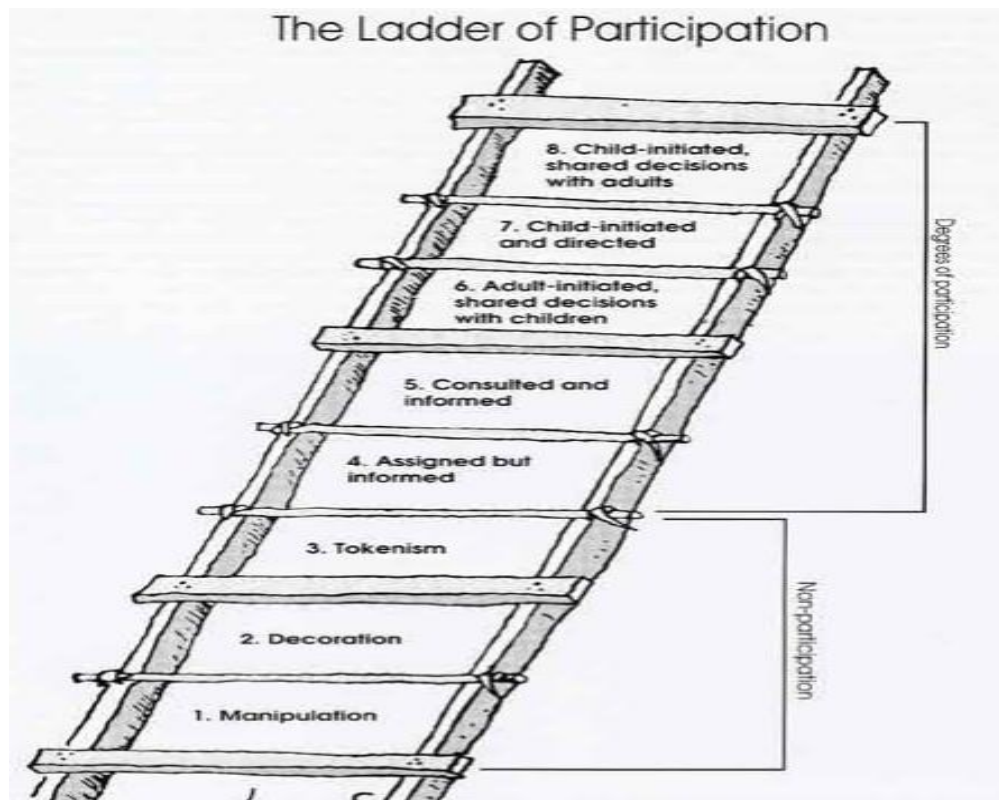 The Ladder of Participation
8. Child-initiated,
shared decisions
with adults
7. Child-initiated
and directed
6. Adult-initiated,
shared decisions
with children
5. Consulted and
informed
4. Assigned but
informed
3. Tokenism
2. Decoration
1. Manipulation
Degrees of participation
Non-participation